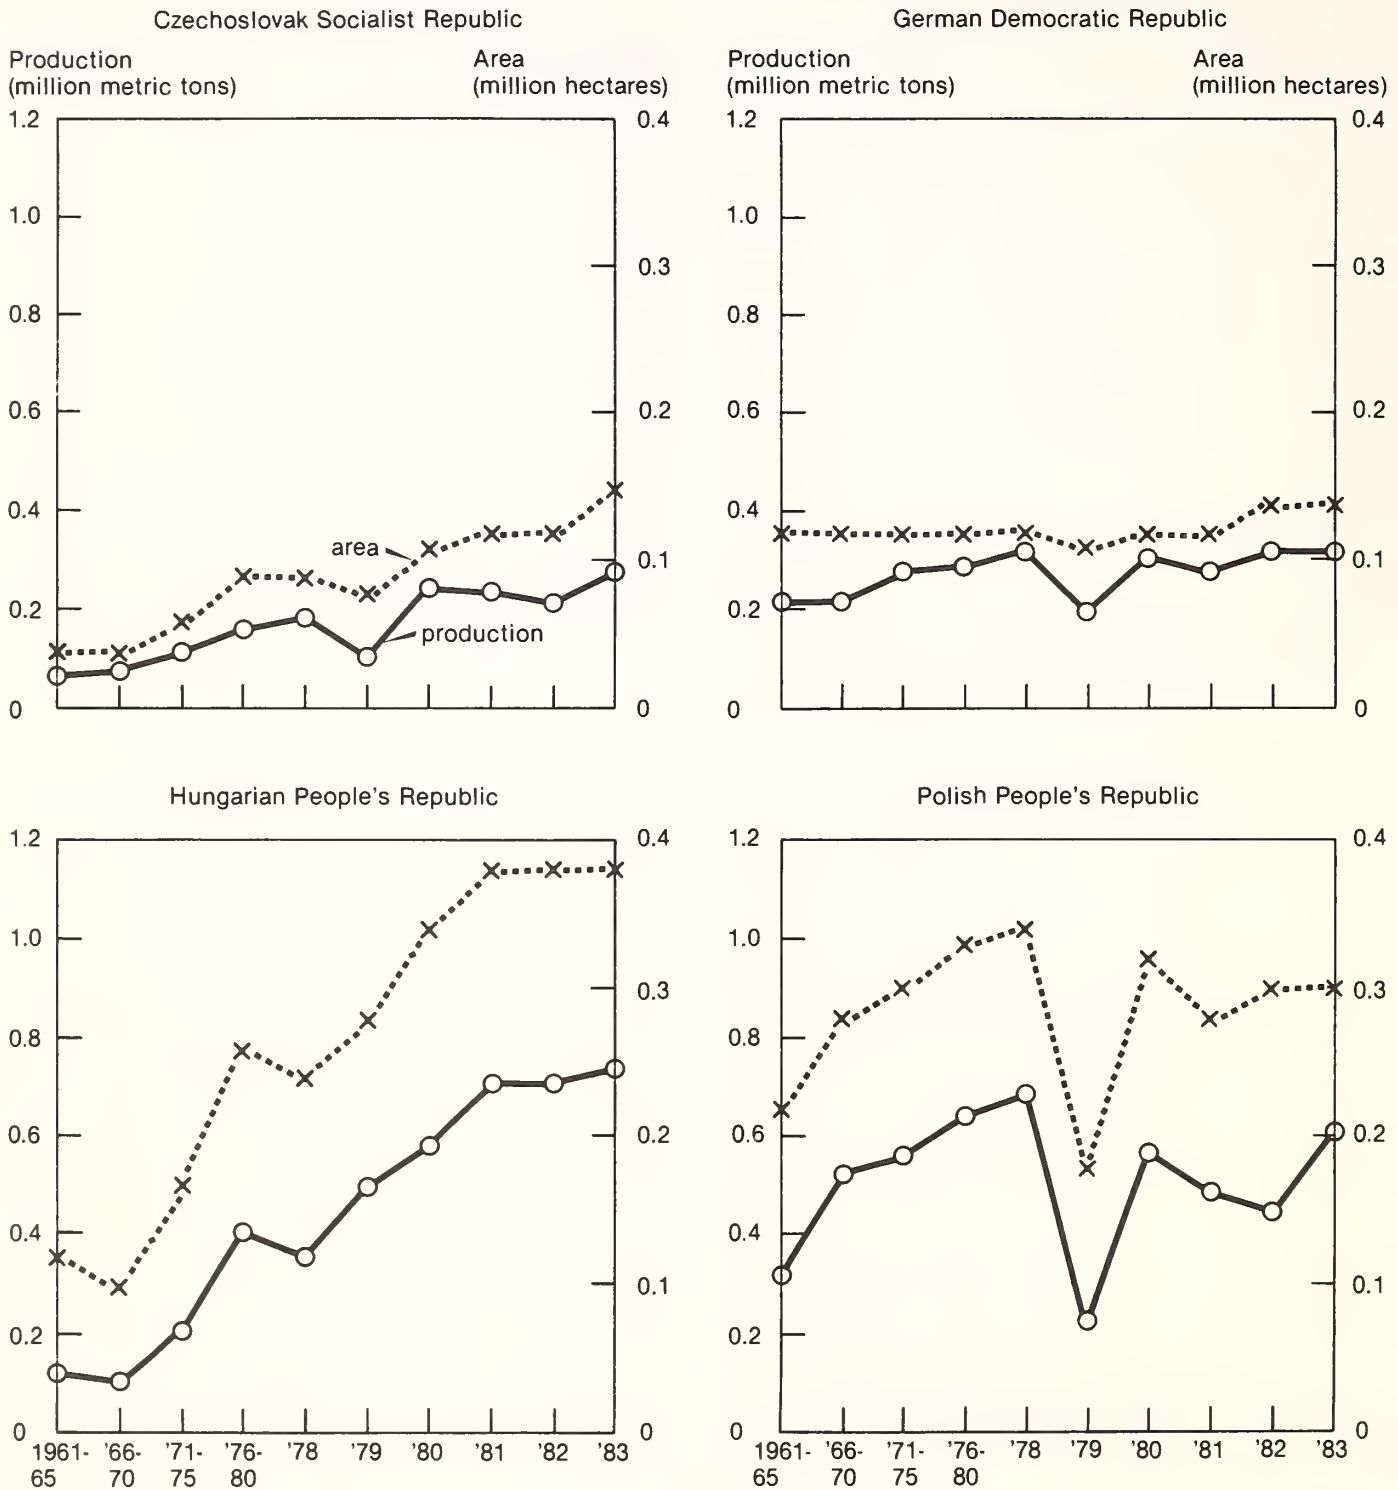 Czechoslovak Socialist Republic
Production
(million metric tons)
Area
(million hectares)
1.2
1.0
0.8
0.6
0.4
0.2
0
0.4
0.3
0.2
0.1
0
area
production
German Democratic Republic
Production
(million metric tons)
Area
(million hectares)
1.2
1.0
0.8
0.6
0.4
0.2
0
0.4
0.3
0.2
0.1
0
Hungarian People's Republic
1.2
1.0
0.8
0.6
0.4
0.2
0
0.4
0.3
0.2
0.1
0
1961- '66- '71- '76- '78 '79 '80 '81 '82 '83
65 70 75 80
Polish People's Republic
1.2
1.0
0.8
0.6
0.4
0.2
0
0.4
0.3
0.2
0.1
0
1961- '66- '71- '76- '78 '79 '80 '81 '82 '83
65 70 75 80